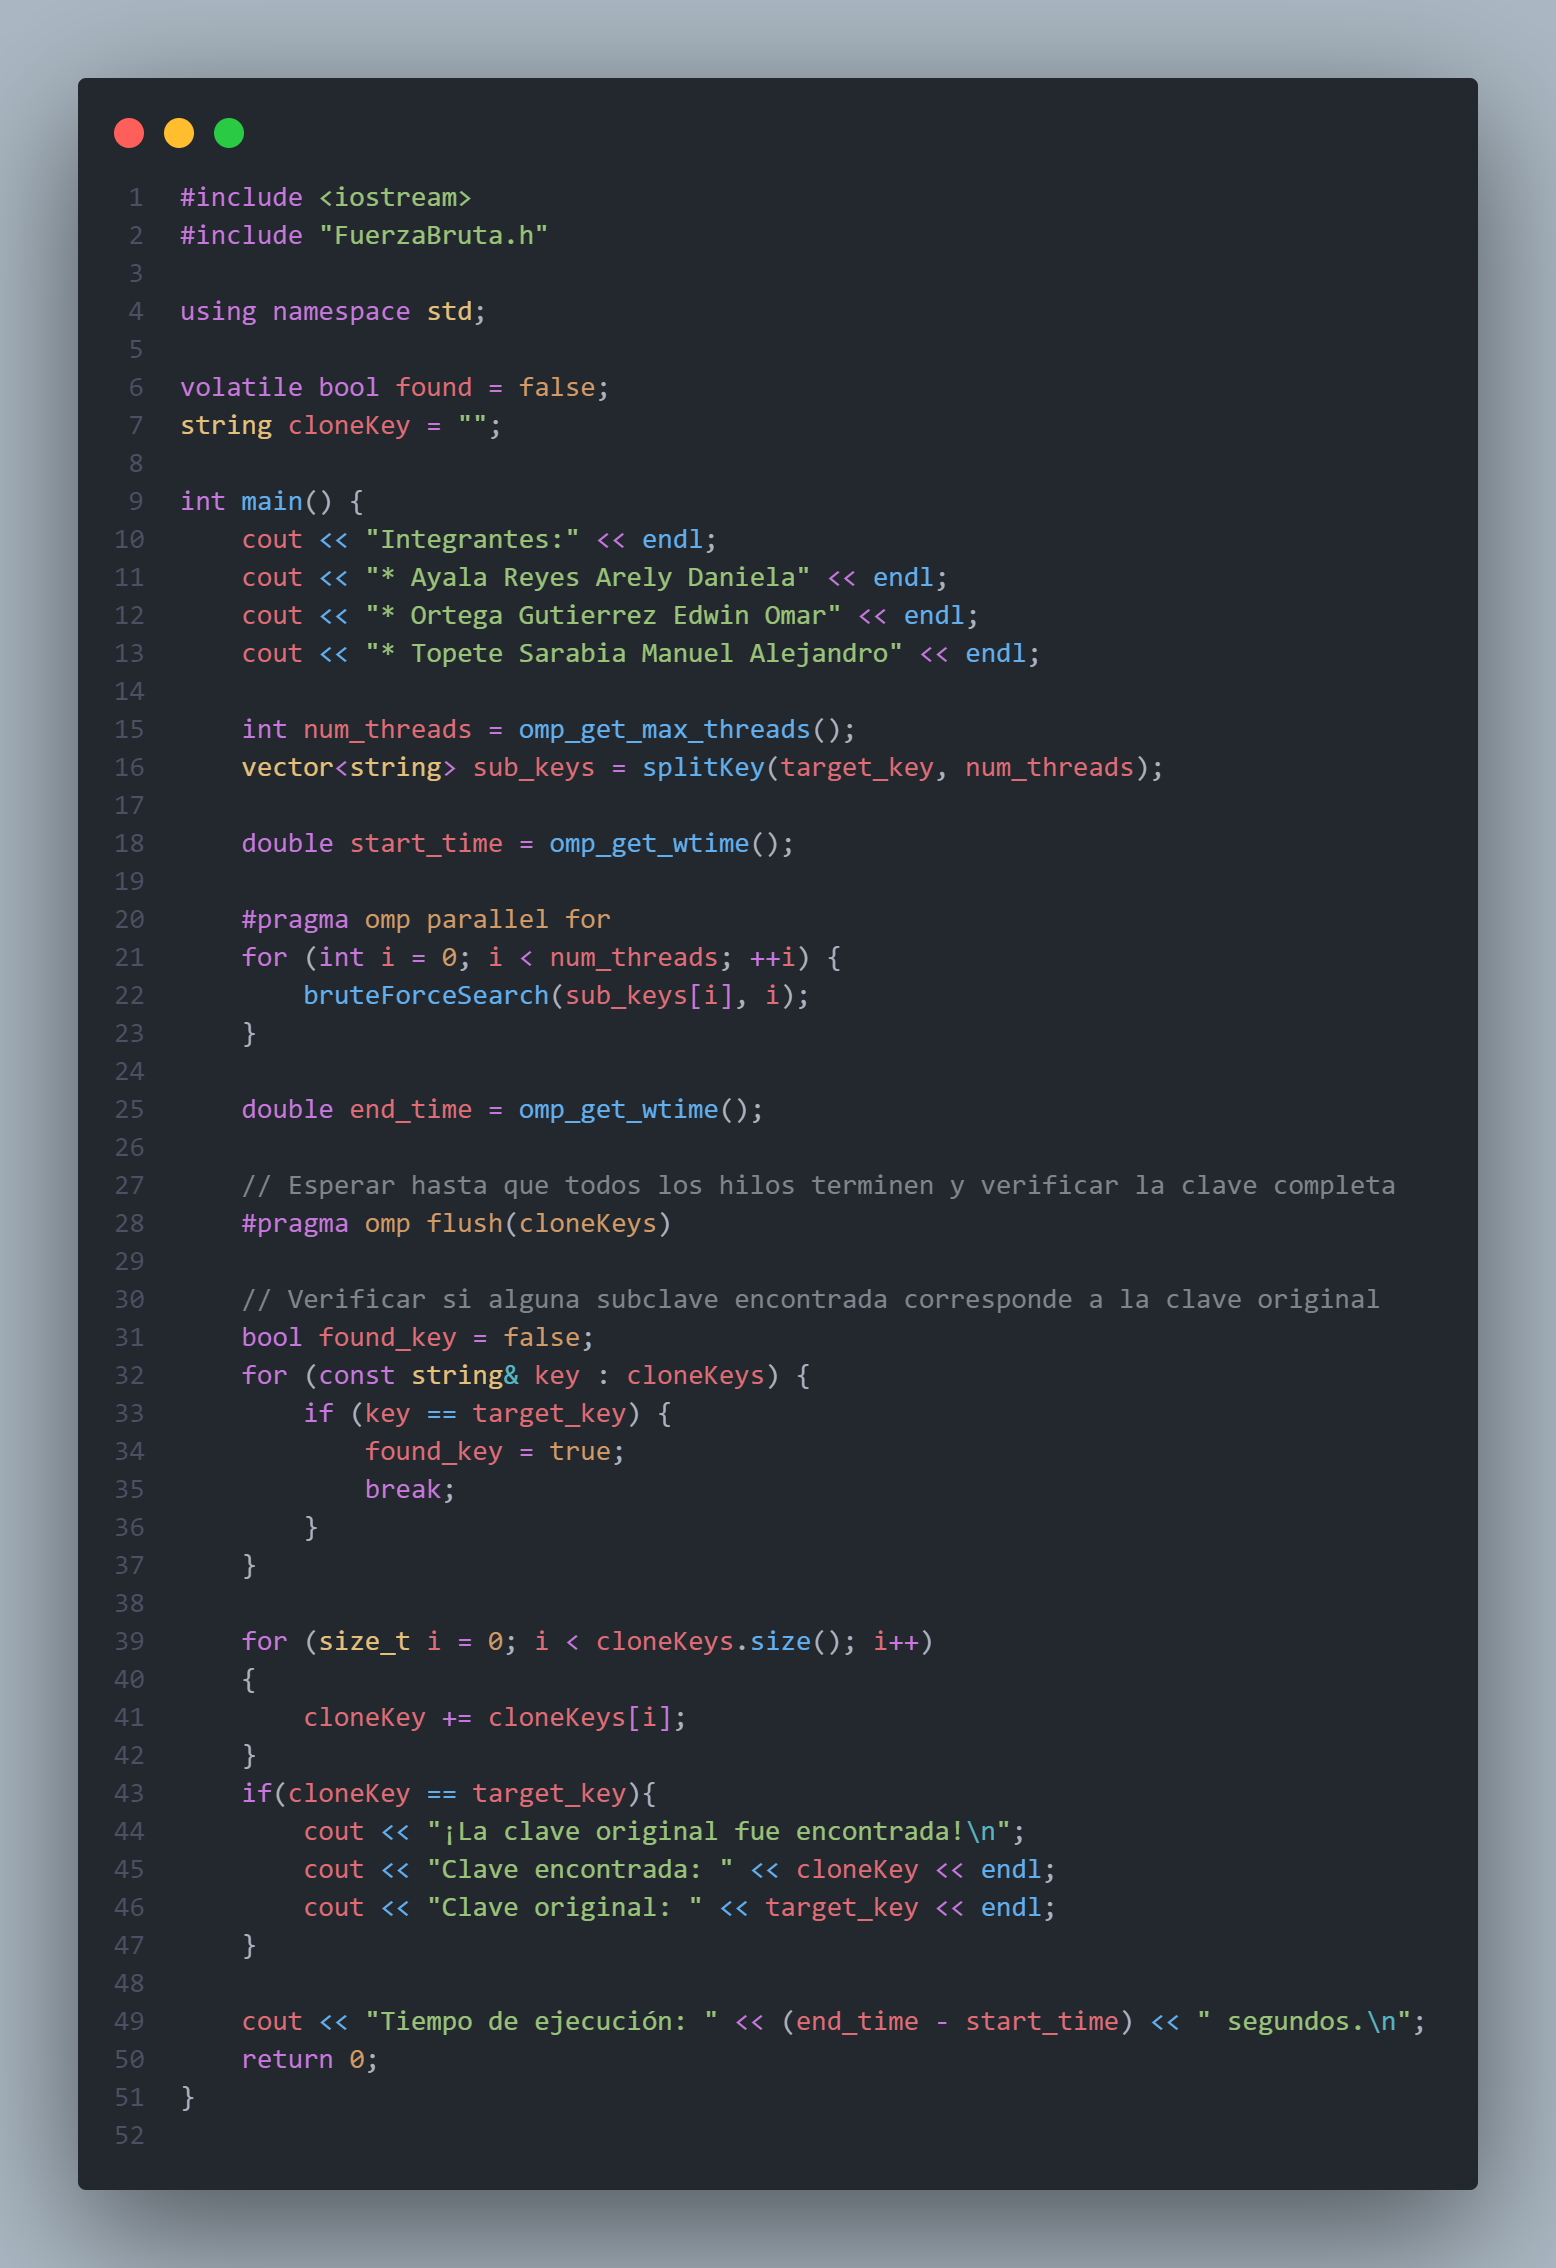 1 #include <iostream>
2 #include "FuerzaBruta.h"
3
4 using namespace std;
5
6 volatile bool found = false;
7 string cloneKey = "";
8
9 int main() {
10     cout << "Integrantes:" << endl;
11     cout << "* Ayala Reyes Arely Daniela" << endl;
12     cout << "* Ortega Gutierrez Edwin Omar" << endl;
13     cout << "* Topete Sarabia Manuel Alejandro" << endl;
14
15     int num_threads = omp_get_max_threads();
16     vector<string> sub_keys = splitKey(target_key, num_threads);
17
18     double start_time = omp_get_wtime();
19
20     #pragma omp parallel for
21     for (int i = 0; i < num_threads; ++i) {
22         bruteForceSearch(sub_keys[i], i);
23     }
24
25     double end_time = omp_get_wtime();
26
27     // Esperar hasta que todos los hilos terminen y verificar la clave completa
28     #pragma omp flush(cloneKeys)
29
30     // Verificar si alguna subclave encontrada corresponde a la clave original
31     bool found_key = false;
32     for (const string& key : cloneKeys) {
33         if (key == target_key) {
34             found_key = true;
35             break;
36         }
37     }
38
39     for (size_t i = 0; i < cloneKeys.size(); i++)
40     {
41         cloneKey += cloneKeys[i];
42     }
43     if(cloneKey == target_key){
44         cout << "¡La clave original fue encontrada!\n";
45         cout << "Clave encontrada: " << cloneKey << endl;
46         cout << "Clave original: " << target_key << endl;
47     }
48
49     cout << "Tiempo de ejecución: " << (end_time - start_time) << " segundos.\n";
50     return 0;
51 }
52